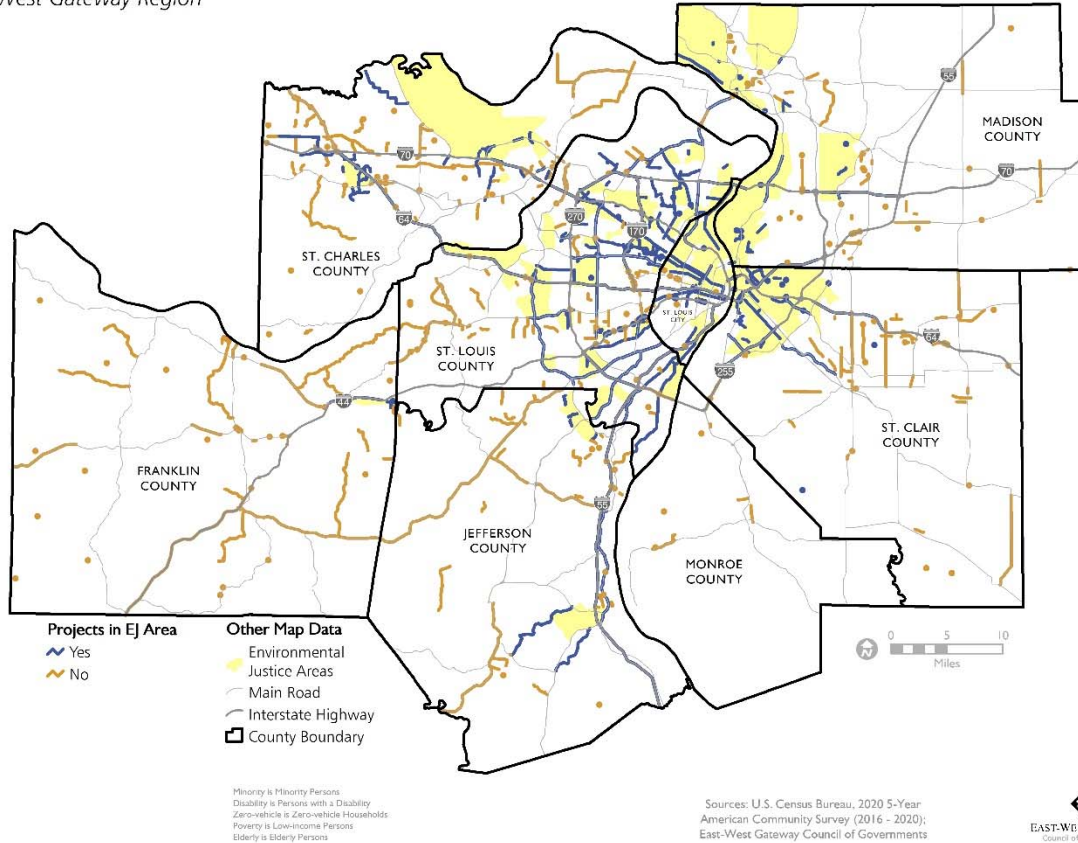 West Gateway Region
MADISON
COUNTY
55
70
70
64
270
170
ST. CHARLES
COUNTY
ST. LOUIS
CITY
ST. LOUIS
COUNTY
64
255
44
ST. CLAIR
COUNTY
FRANKLIN
COUNTY
55
JEFFERSON
COUNTY
MONROE
COUNTY
Projects in EJ Area
Yes
No
Other Map Data
Environmental
Justice Areas
Main Road
Interstate Highway
County Boundary
N
0 5 10
Miles
Minority is Minority Persons
Disability is Persons with a Disability
Zero-vehicle is Zero-vehicle Households
Poverty is Low-income Persons
Elderly is Elderly Persons
Sources: U.S. Census Bureau, 2020 5-Year
American Community Survey (2016 - 2020);
East-West Gateway Council of Governments
EAST-WE
Council of